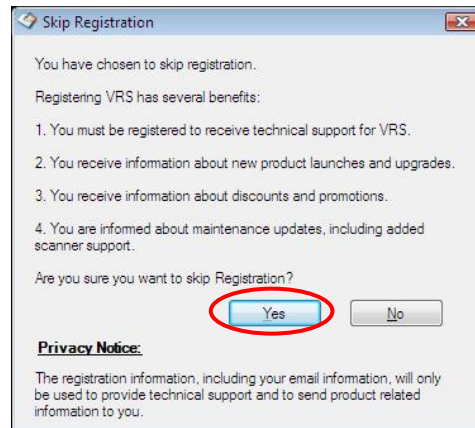 Skip Registration
You have chosen to skip registration.
Registering VRS has several benefits:
1. You must be registered to receive technical support for VRS.
2. You receive information about new product launches and upgrades.
3. You receive information about discounts and promotions.
4. You are informed about maintenance updates, including added
scanner support.
Are you sure you want to skip Registration?
Yes No
Privacy Notice:
The registration information, including your email information, will only
be used to provide technical support and to send product related
information to you.